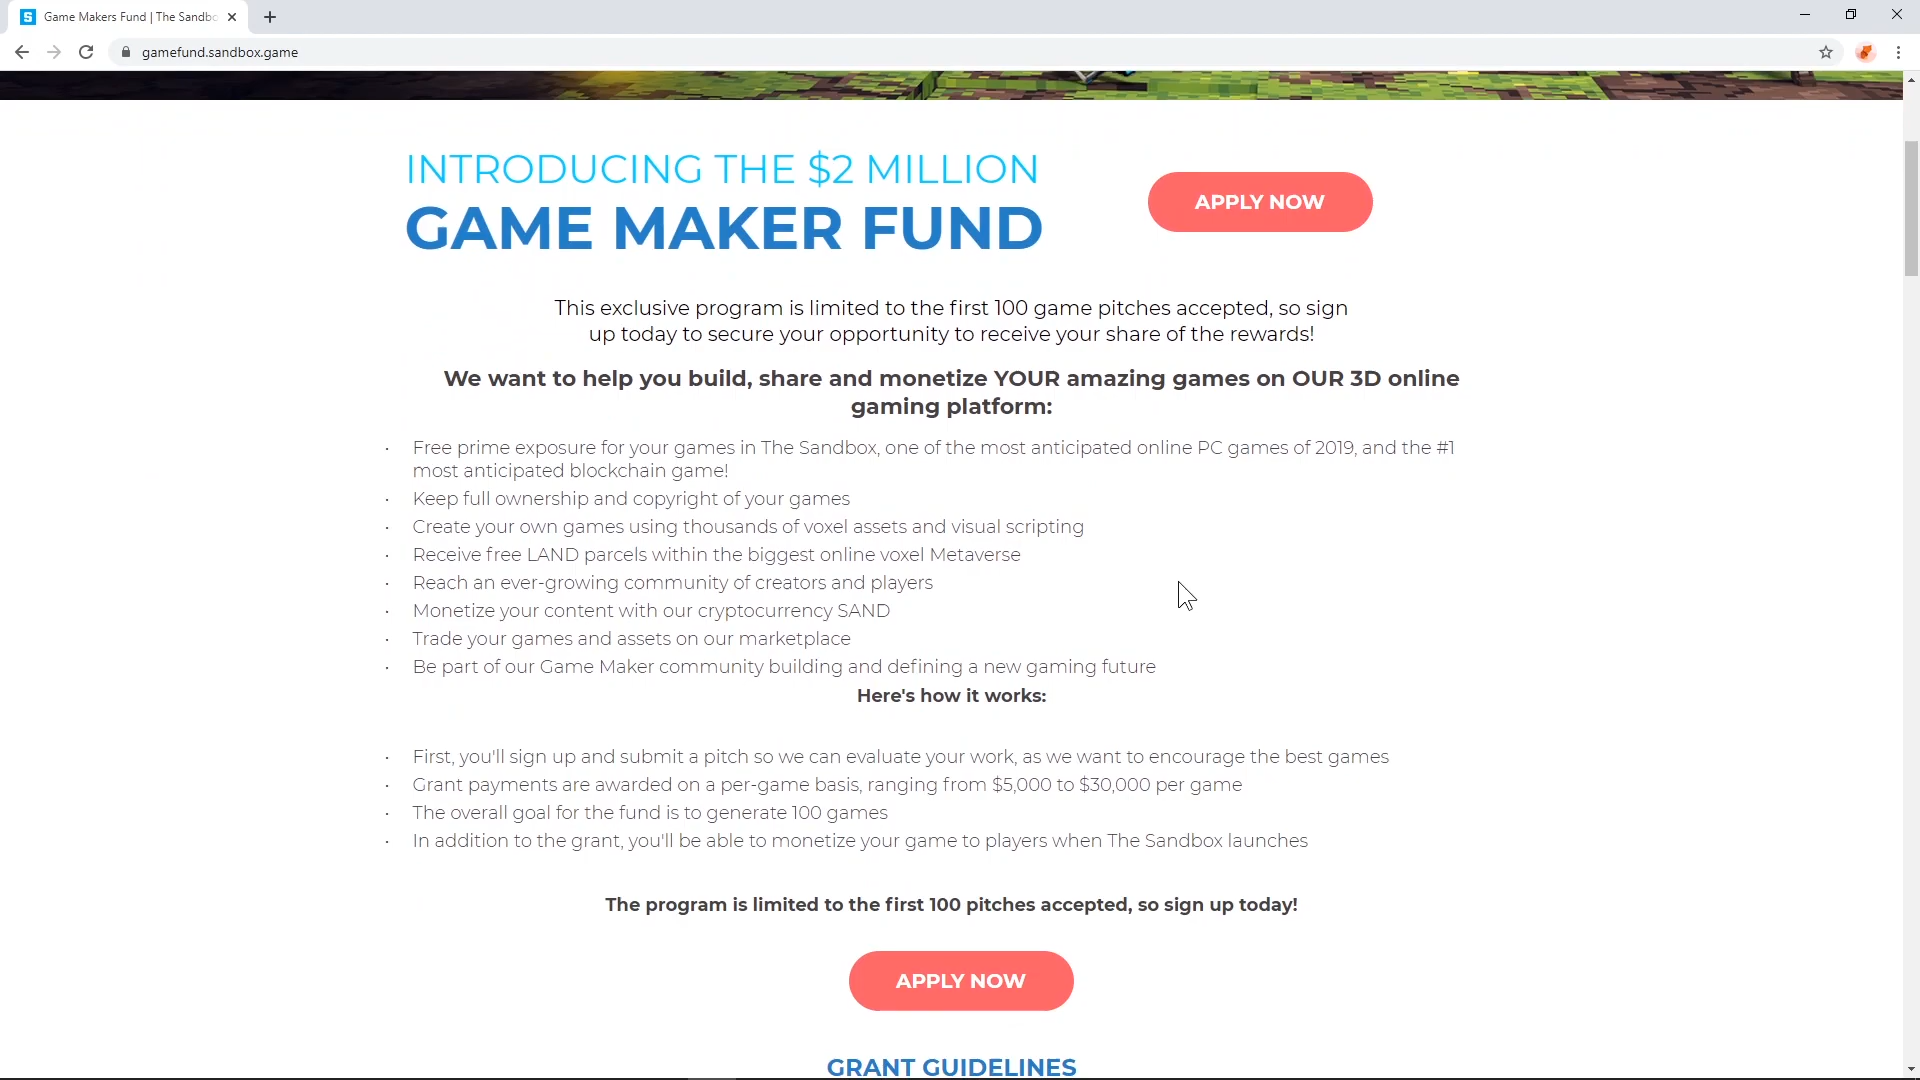 Game Makers Fund | The Sandbo
gamefund.sandbox.game
INTRODUCING THE $2 MILLION
GAME MAKER FUND
APPLY NOW
This exclusive program is limited to the first 100 game pitches accepted, so sign
up today to secure your opportunity to receive your share of the rewards!
We want to help you build, share and monetize YOUR amazing games on OUR 3D online
gaming platform:
· Free prime exposure for your games in The Sandbox, one of the most anticipated online PC games of 2019, and the #1
most anticipated blockchain game!
· Keep full ownership and copyright of your games
· Create your own games using thousands of voxel assets and visual scripting
· Receive free LAND parcels within the biggest online voxel Metaverse
· Reach an ever-growing community of creators and players
· Monetize your content with our cryptocurrency SAND
· Trade your games and assets on our marketplace
· Be part of our Game Maker community building and defining a new gaming future
Here's how it works:
· First, you'll sign up and submit a pitch so we can evaluate your work, as we want to encourage the best games
· Grant payments are awarded on a per-game basis, ranging from $5,000 to $30,000 per game
· The overall goal for the fund is to generate 100 games
· In addition to the grant, you'll be able to monetize your game to players when The Sandbox launches
The program is limited to the first 100 pitches accepted, so sign up today!
APPLY NOW
GRANT GUIDELINES